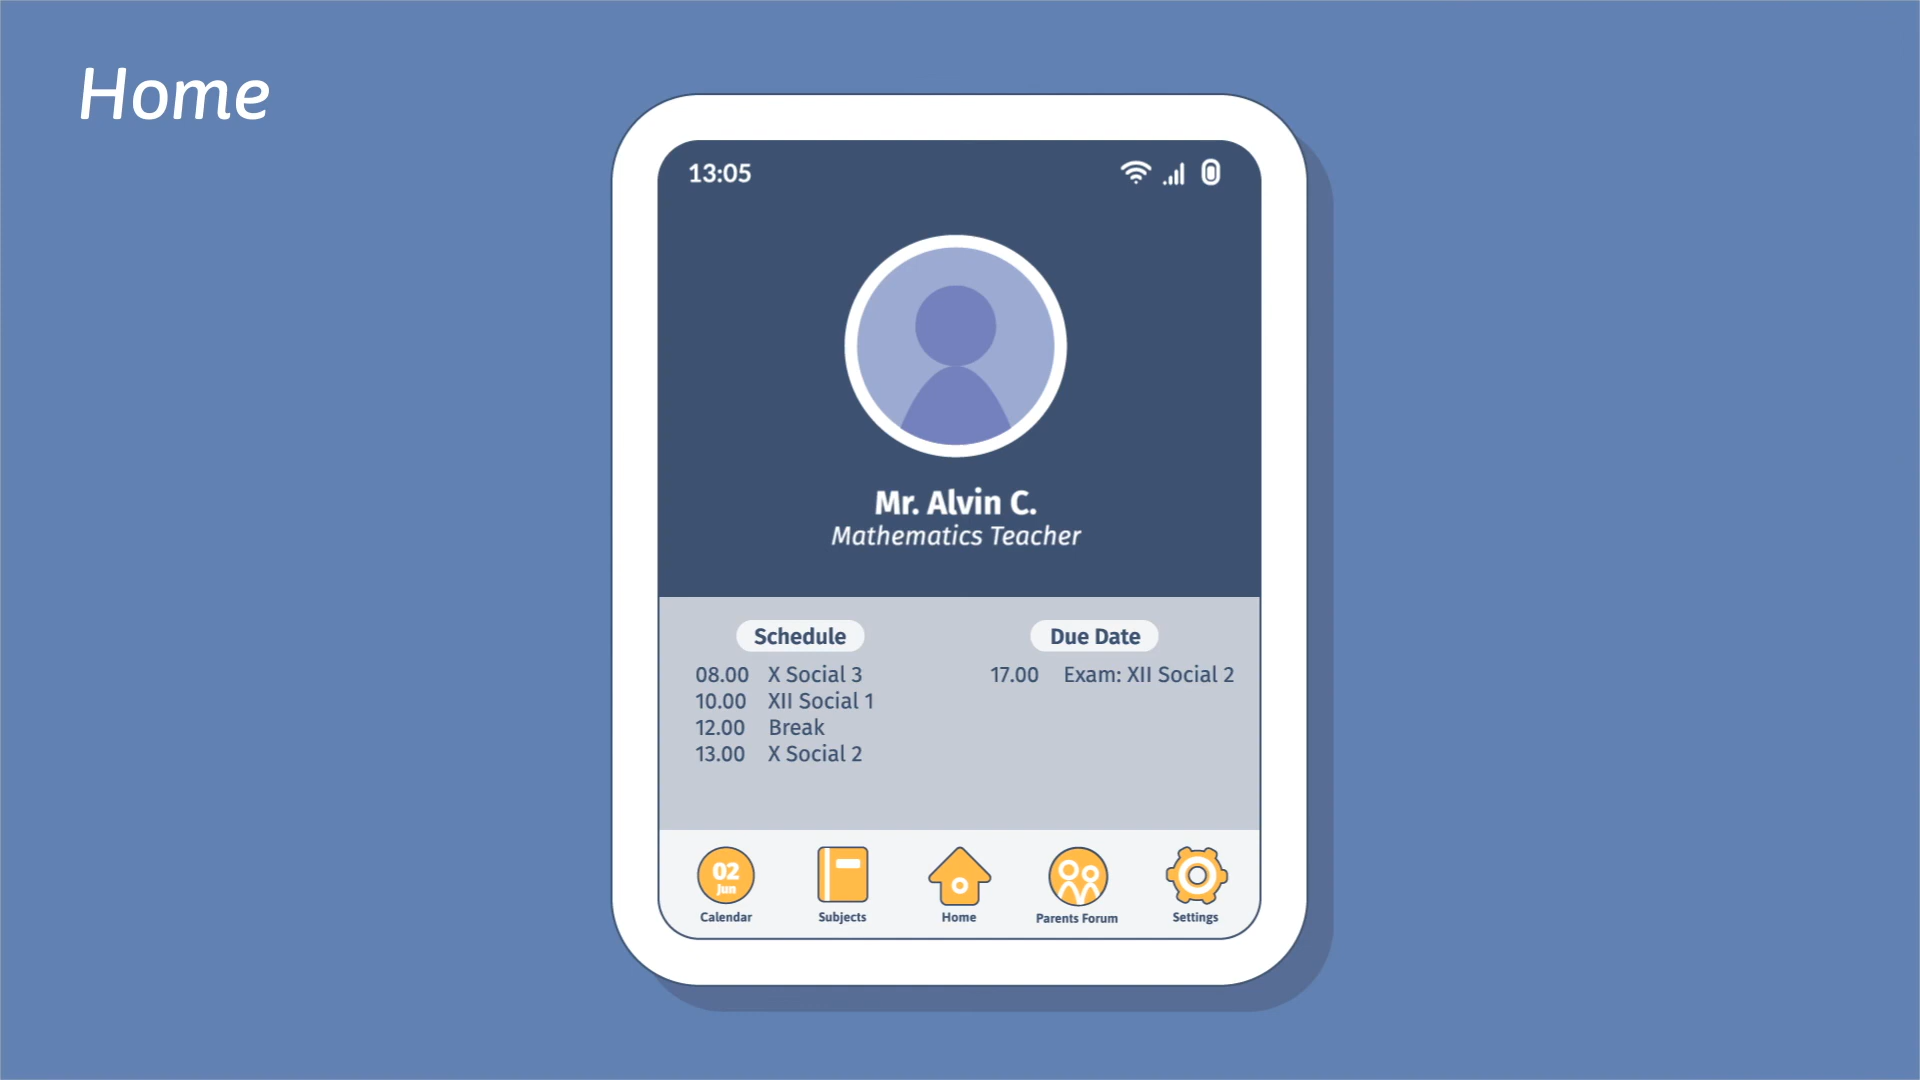 Home
13:05
Mr. Alvin C.
Mathematics Teacher
Schedule
08.00 X Social 3
10.00 XII Social 1
12.00 Break
13.00 X Social 2
Due Date
17.00 Exam: XII Social 2
02
Jun
Calendar
Subjects
Home
Parents Forum
Settings